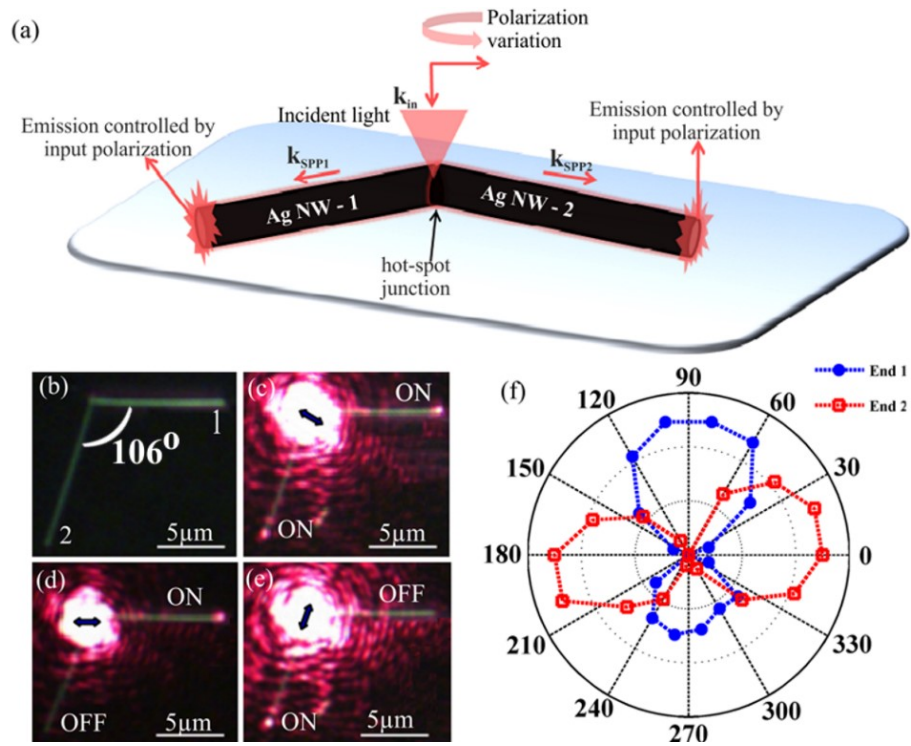 (a)
Polarization
variation
k_in
Incident light
Emission controlled by
input polarization
Emission controlled by
input polarization
k_SPP1
k_SPP2
Ag NW - 1
Ag NW - 2
hot-spot
junction
(b)
1
106°
2
5µm
(c)
ON
ON
5µm
(d)
ON
OFF
5µm
(e)
OFF
ON
5µm
(f)
End 1
End 2
90
120
60
150
30
180
0
210
330
240
300
270